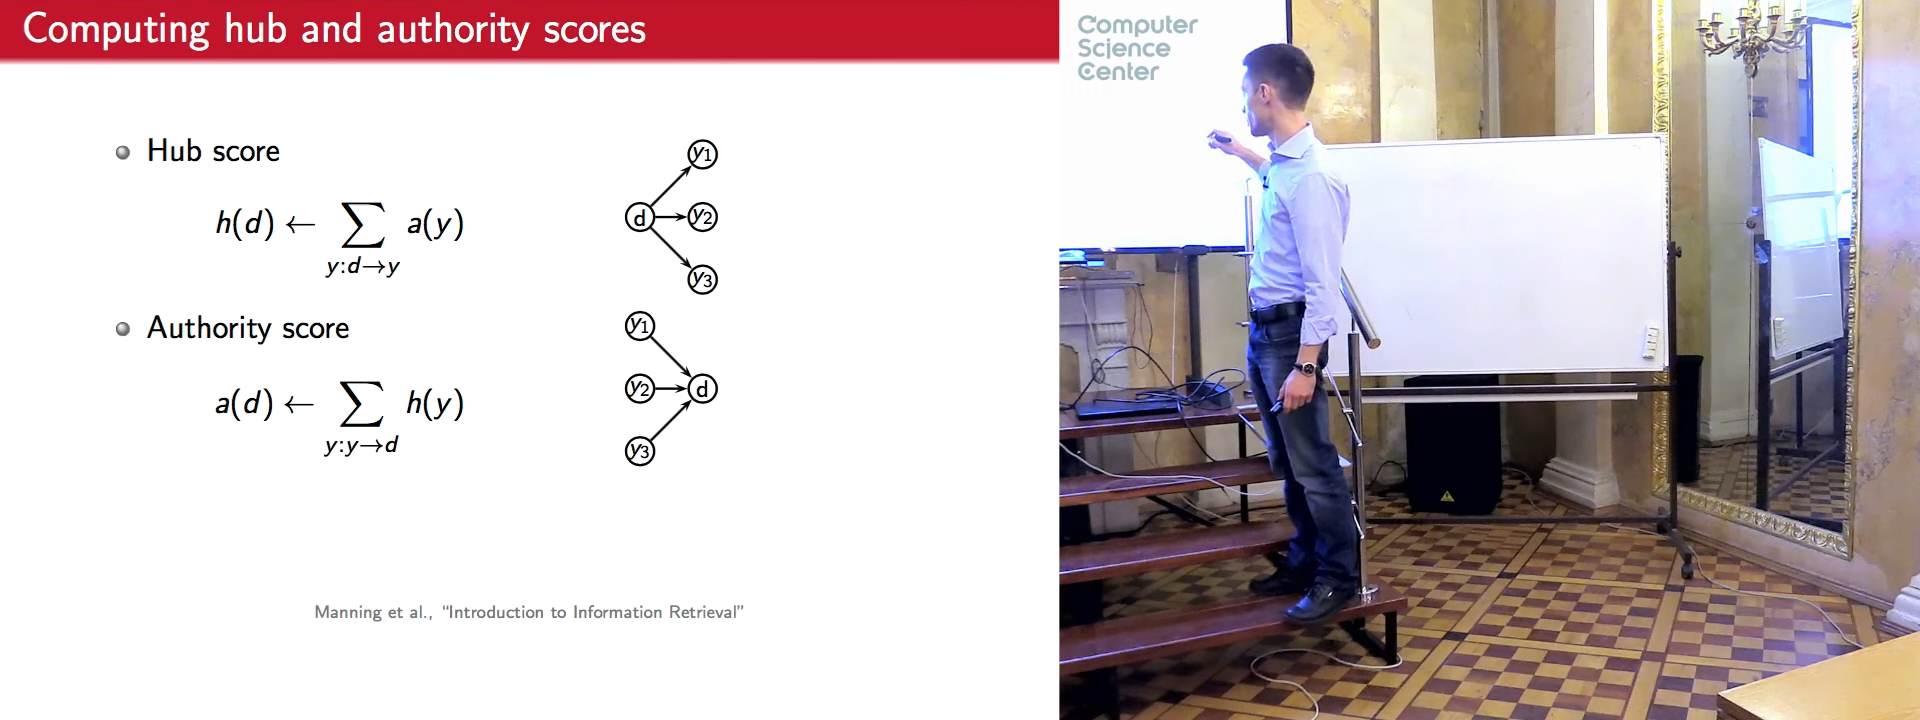 Computing hub and authority scores
Hub score
h(d) ← ∑ a(y)
y:d→y
y1
d
y2
y3
Authority score
a(d) ← ∑ h(y)
y:y→d
y1
y2
d
y3
Manning et al., “Introduction to Information Retrieval”
Computer
Science
Center